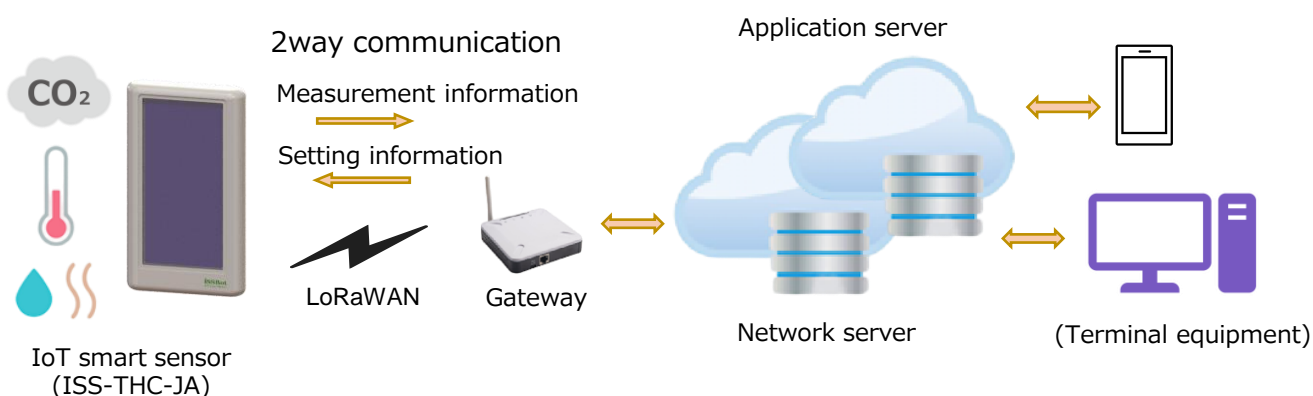 2way communication
Application server
CO₂
Measurement information
Setting information
LoRaWAN
Gateway
Network server
(Terminal equipment)
IoT smart sensor
(ISS-THC-JA)